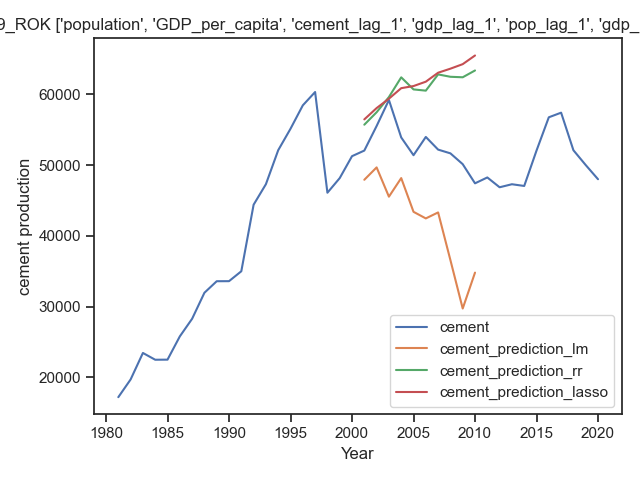 9_ROK ['population', 'GDP_per_capita', 'cement_lag_1', 'gdp_lag_1', 'pop_lag_1', 'gdp_
cement production
60000
50000
40000
30000
20000
cement
cement_prediction_lm
cement_prediction_rr
cement_prediction_lasso
1980 1985 1990 1995 2000 2005 2010 2015 2020
Year